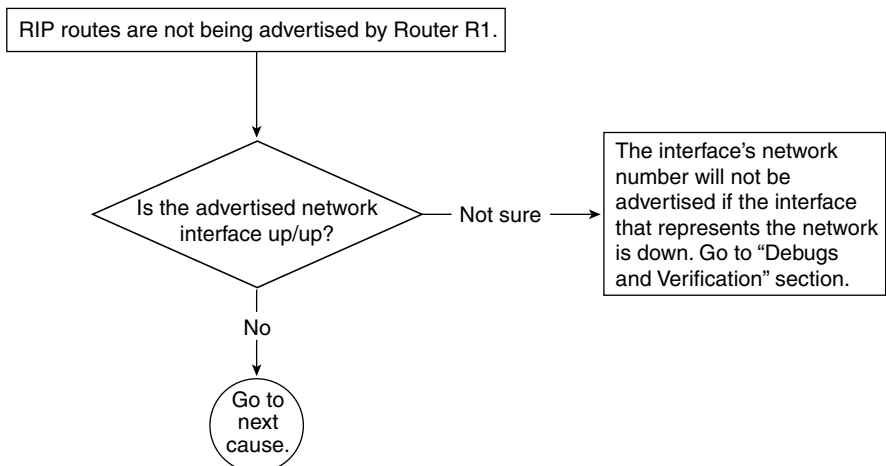 RIP routes are not being advertised by Router R1.
Is the advertised network
interface up/up?
Not sure
The interface's network
number will not be
advertised if the interface
that represents the network
is down. Go to “Debugs
and Verification” section.
No
Go to
next
cause.